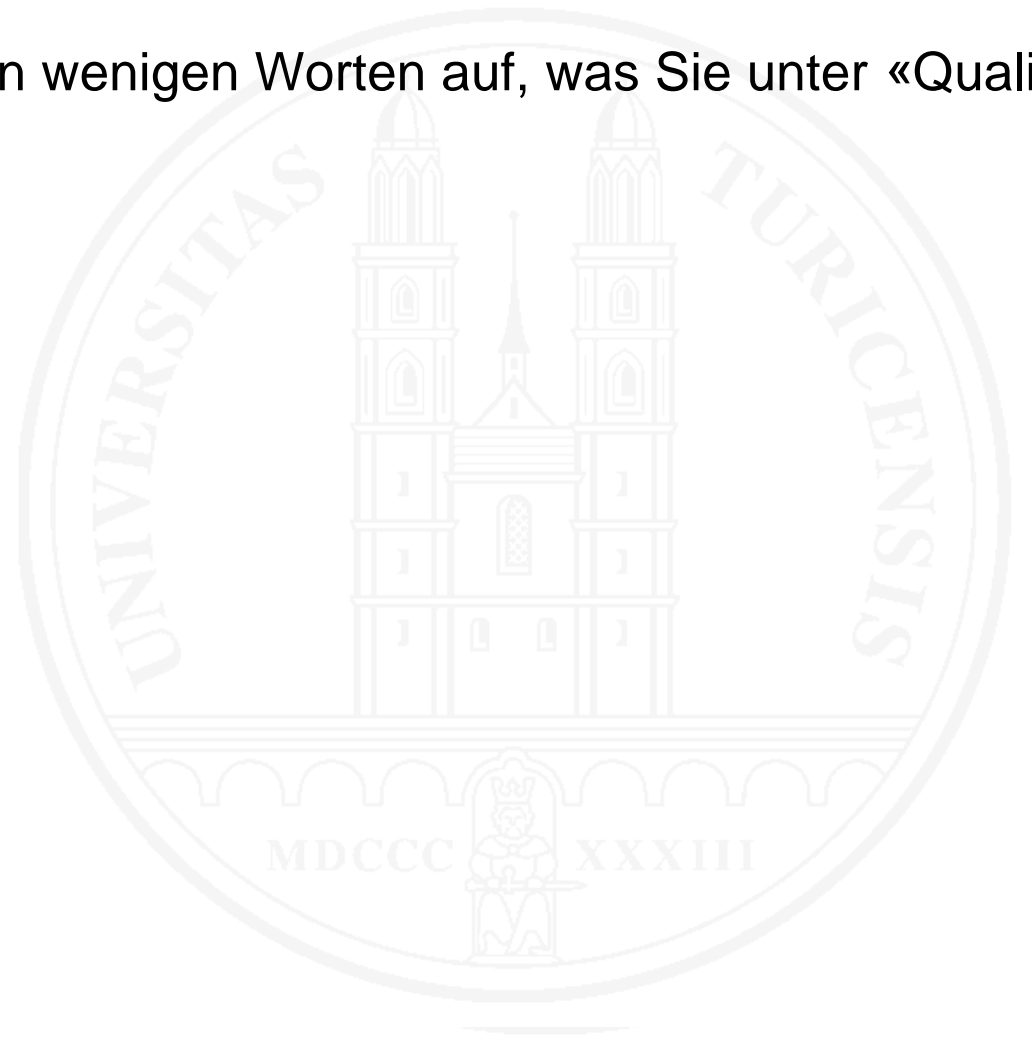 n wenigen Worten auf, was Sie unter «Quali
UNIVERSITAS TURICENSIS
MDCCC XXXIII